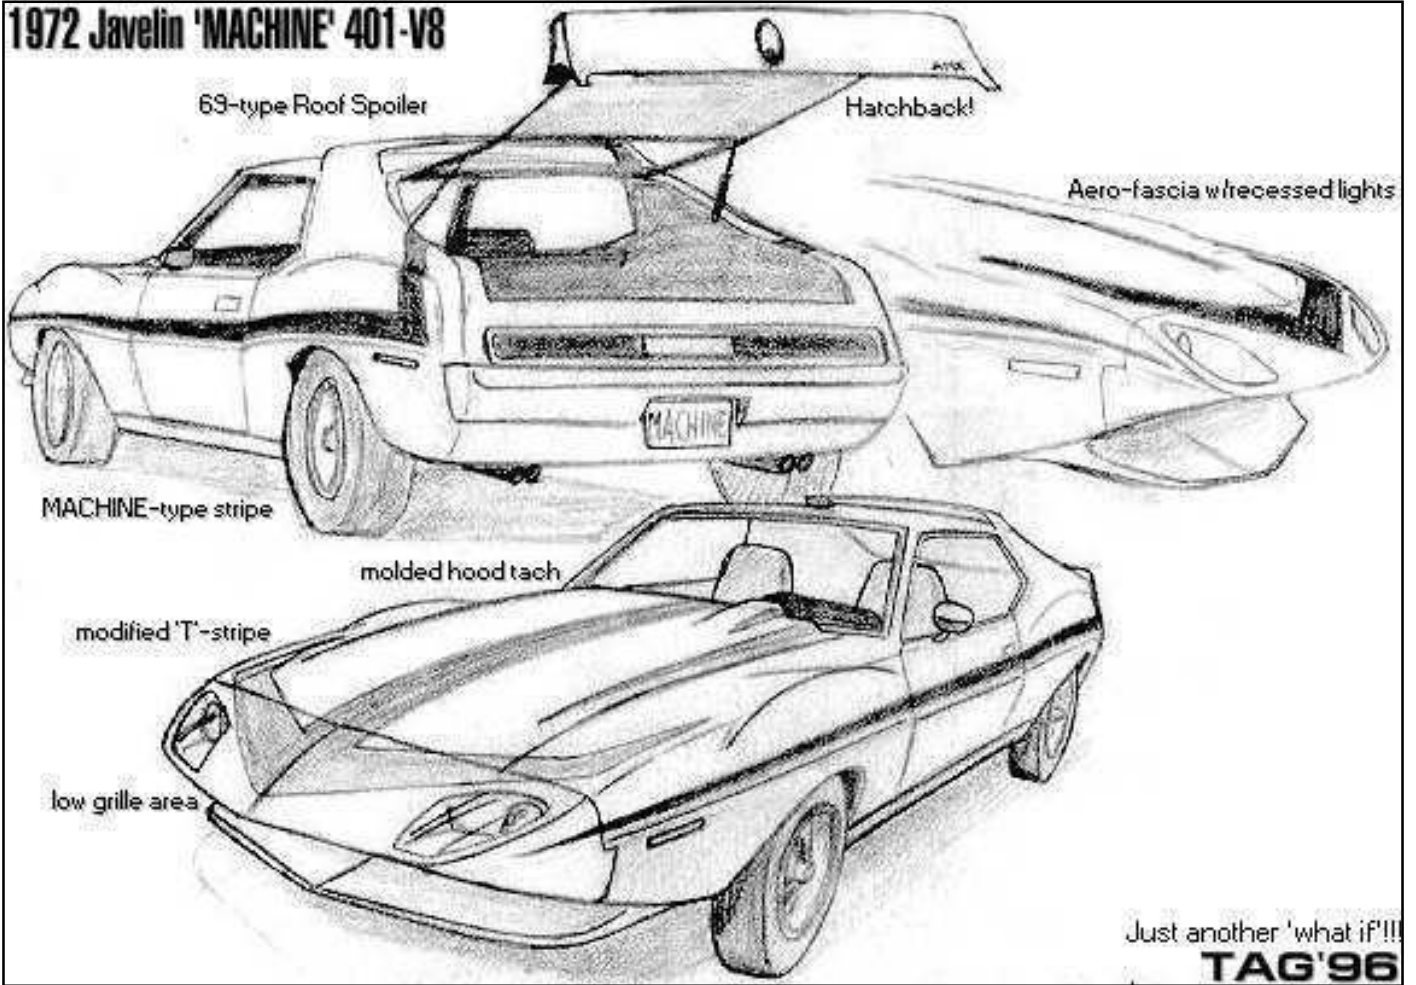 1972 Javelin 'MACHINE' 401-V8
69-type Roof Spoiler
Hatchback!
AMX
Aero-fascia w/recessed lights
MACHINE
MACHINE-type stripe
molded hood tach
modified 'T'-stripe
low grille area
Just another 'what if'!!!
TAG'96